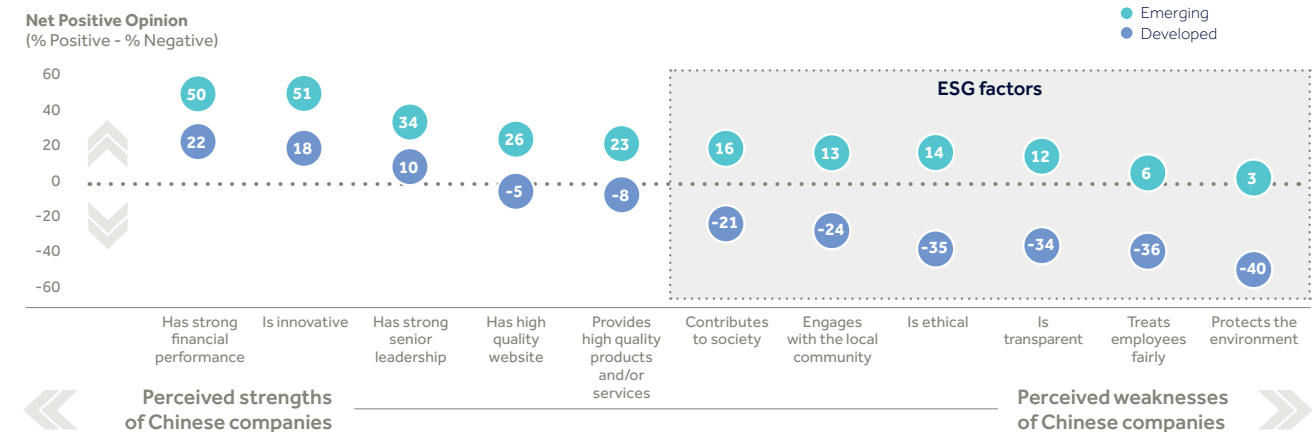 Net Positive Opinion
(% Positive - % Negative)
Emerging
Developed
60
40
20
0
-20
-40
-60
ESG factors
50
51
34
26
23
16
13
14
12
6
3
22
18
10
-5
-8
-21
-24
-35
-34
-36
-40
Has strong
financial
performance
Is innovative
Has strong
senior
leadership
Has high
quality
website
Provides
high quality
products
and/or
services
Contributes
to society
Engages
with the local
community
Is ethical
Is
transparent
Treats
employees
fairly
Protects the
environment
Perceived strengths
of Chinese companies
Perceived weaknesses
of Chinese companies